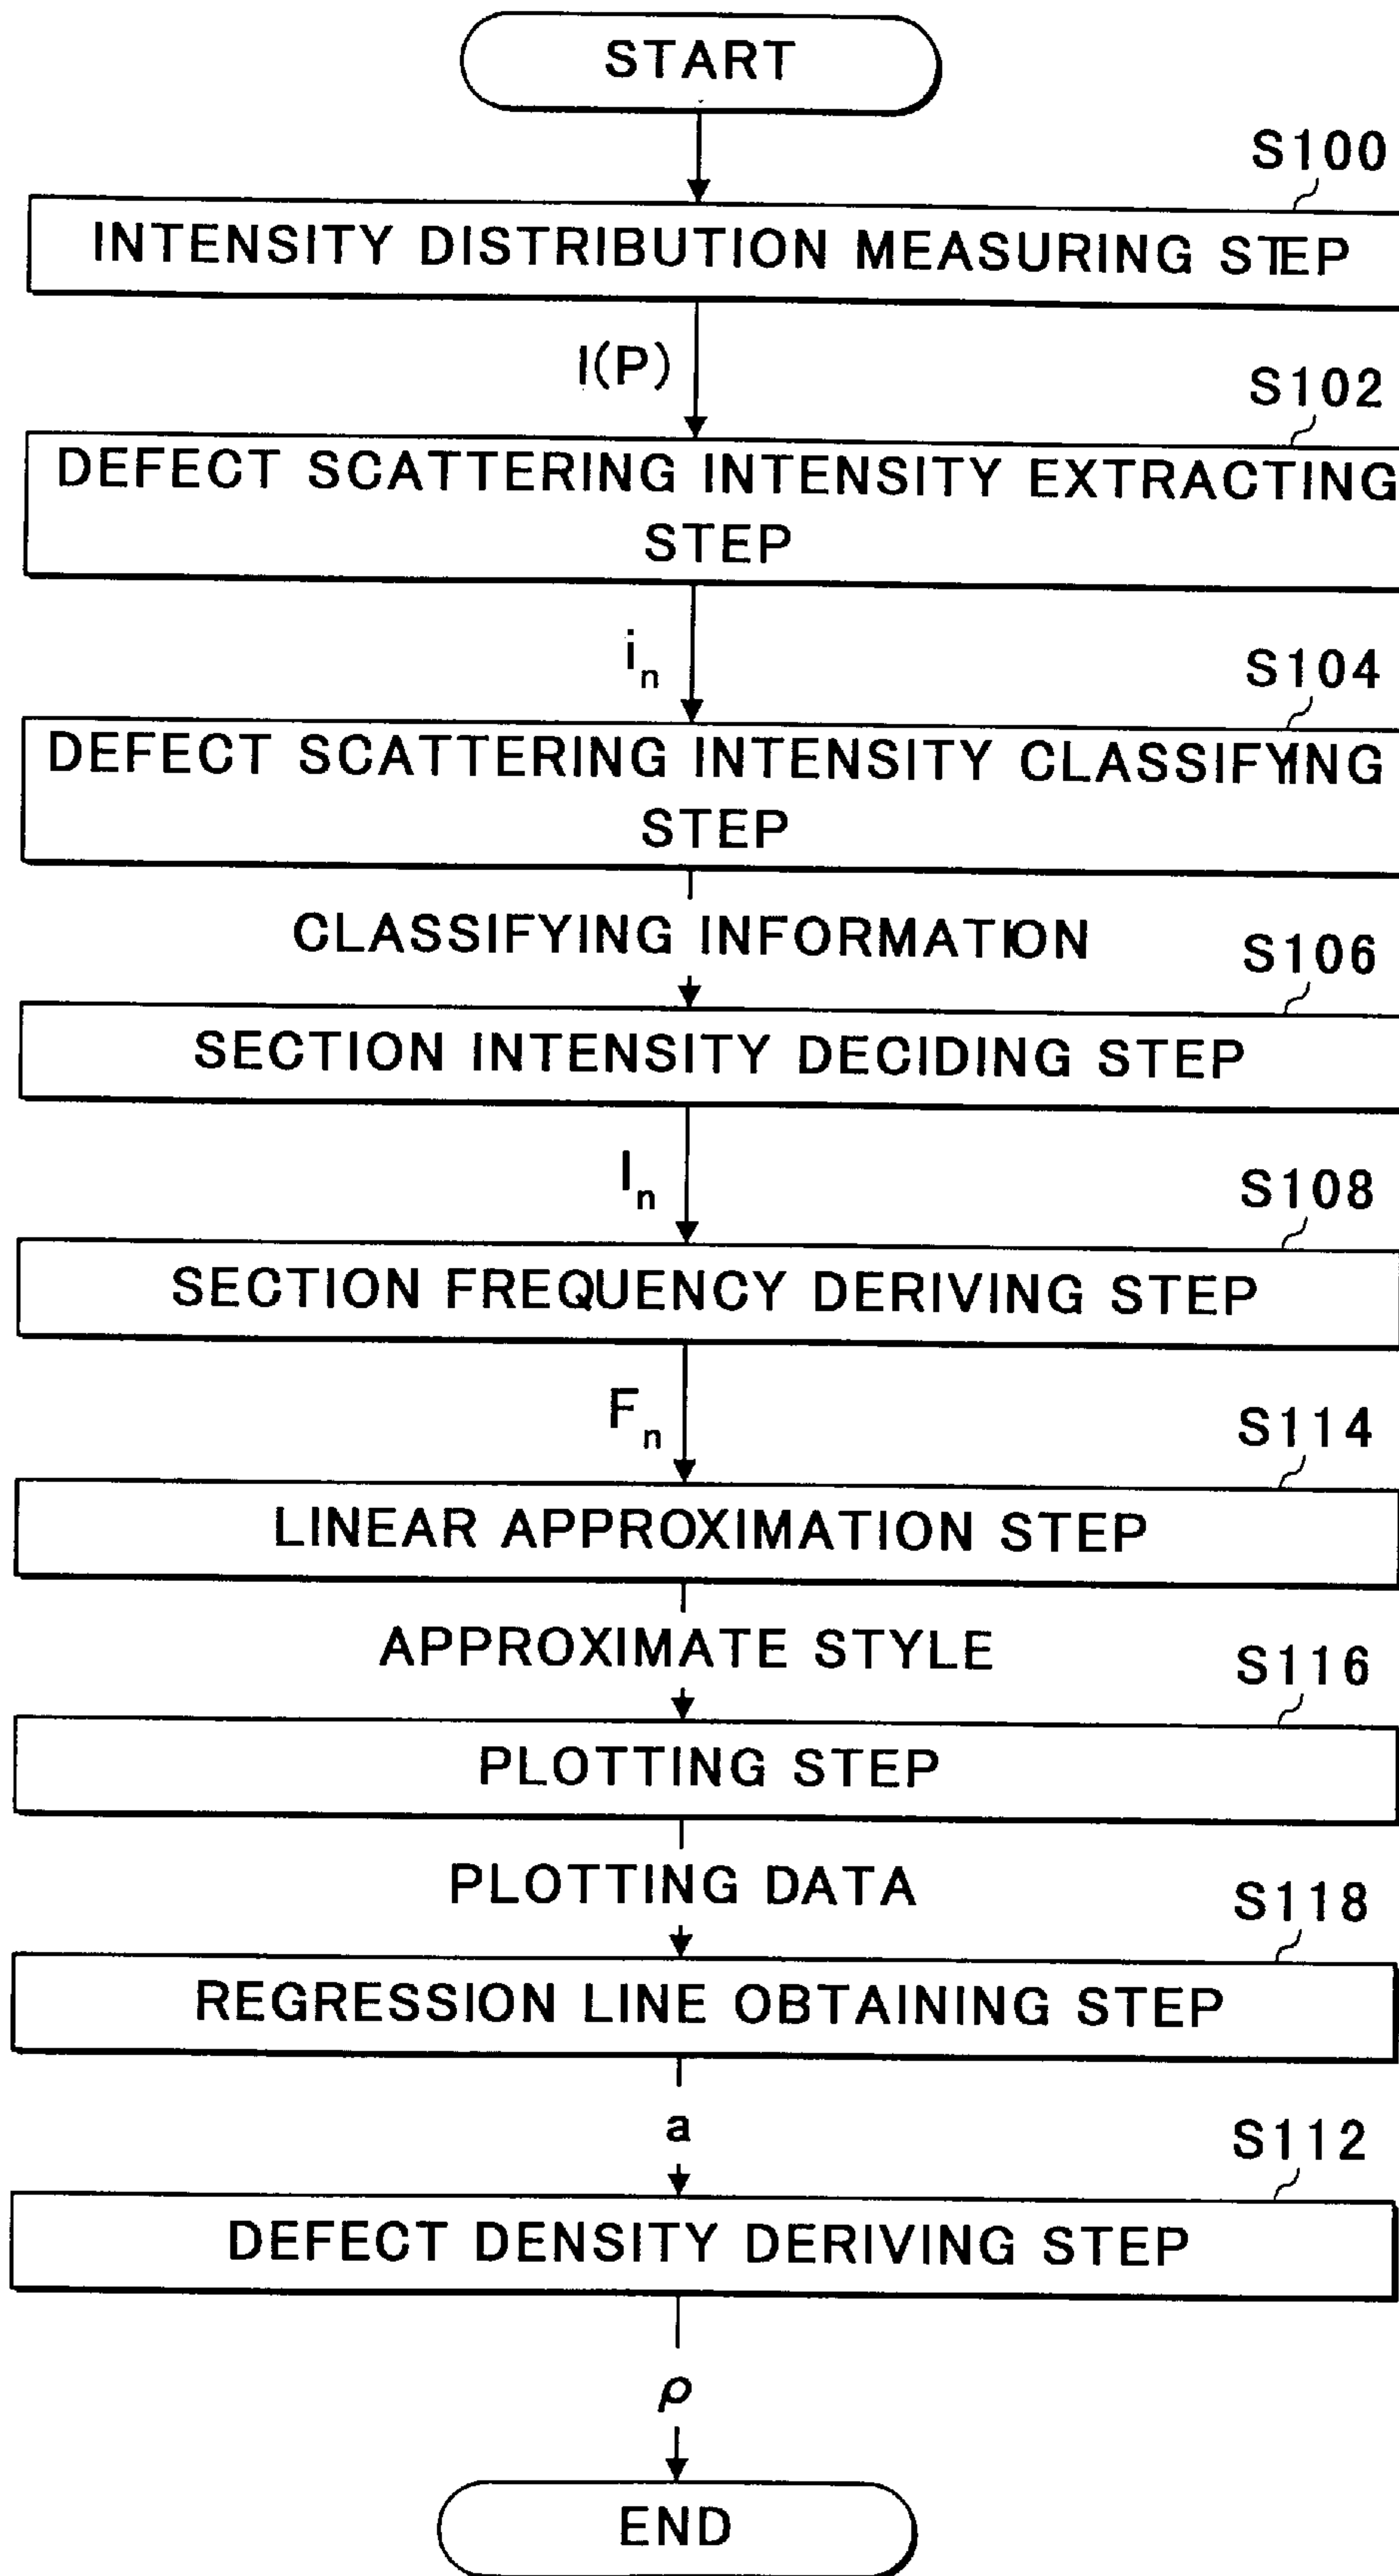 START
S100
INTENSITY DISTRIBUTION MEASURING STEP
I(P)
S102
DEFECT SCATTERING INTENSITY EXTRACTING
STEP
in
S104
DEFECT SCATTERING INTENSITY CLASSIFYING
STEP
CLASSIFYING INFORMATION
S106
SECTION INTENSITY DECIDING STEP
In
S108
SECTION FREQUENCY DERIVING STEP
Fn
S114
LINEAR APPROXIMATION STEP
APPROXIMATE STYLE
S116
PLOTTING STEP
PLOTTING DATA
S118
REGRESSION LINE OBTAINING STEP
a
S112
DEFECT DENSITY DERIVING STEP
ρ
END